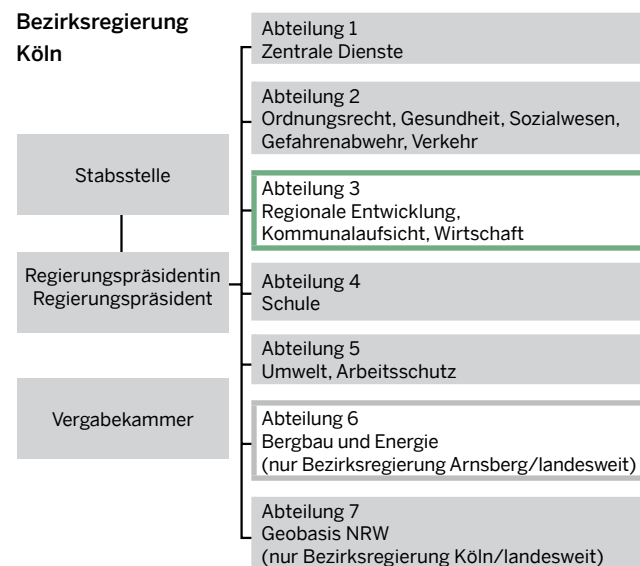 Bezirksregierung
Köln
Stabsstelle
Regierungspräsidentin
Regierungspräsident
Vergabekammer
Abteilung 1
Zentrale Dienste
Abteilung 2
Ordnungsrecht, Gesundheit, Sozialwesen,
Gefahrenabwehr, Verkehr
Abteilung 3
Regionale Entwicklung,
Kommunalaufsicht, Wirtschaft
Abteilung 4
Schule
Abteilung 5
Umwelt, Arbeitsschutz
Abteilung 6
Bergbau und Energie
(nur Bezirksregierung Arnsberg/landesweit)
Abteilung 7
Geobasis NRW
(nur Bezirksregierung Köln/landesweit)